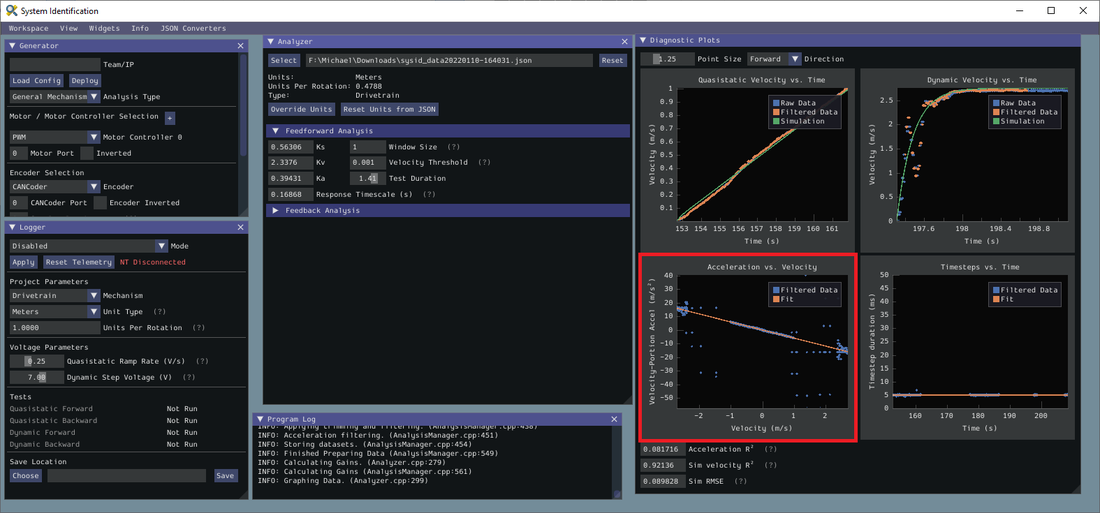 System Identification
Workspace View Widgets Info JSON Converters
Generator
Team/IP
Load Config Deploy
General Mechanism Analysis Type
Motor / Motor Controller Selection +
PWM Motor Controller 0
0 Motor Port Inverted
Encoder Selection
CANCoder Encoder
0 CANCoder Port Encoder Inverted
Logger
Disabled Mode
Apply Reset Telemetry NT Disconnected
Project Parameters
Drivetrain Mechanism
Meters Unit Type (?)
1.0000 Units Per Rotation (?)
Voltage Parameters
0.25 Quasistatic Ramp Rate (V/s) (?)
7.00 Dynamic Step Voltage (V) (?)
Tests
Quasistatic Forward Not Run
Quasistatic Backward Not Run
Dynamic Forward Not Run
Dynamic Backward Not Run
Save Location
Choose Save
Analyzer
Select F:\Michael\Downloads\sysid_data20220110-164031.json Reset
Units: Meters
Units Per Rotation: 0.4788
Type: Drivetrain
Override Units Reset Units from JSON
Feedforward Analysis
0.56306 Ks 1 Window Size (?)
2.3376 Kv 0.001 Velocity Threshold (?)
0.39431 Ka 1.41 Test Duration
0.16868 Response Timescale (s) (?)
Feedback Analysis
Program Log
INFO: Applying trimming and filtering. (AnalysisManager.cpp:438)
INFO: Acceleration filtering. (AnalysisManager.cpp:451)
INFO: Storing datasets. (AnalysisManager.cpp:454)
INFO: Finished Preparing Data (AnalysisManager.cpp:549)
INFO: Calculating Gains. (Analyzer.cpp:279)
INFO: Calculating Gains (AnalysisManager.cpp:561)
INFO: Graphing Data. (Analyzer.cpp:299)
Diagnostic Plots
1.25 Point Size Forward Direction
Quasistatic Velocity vs. Time
Velocity (m/s)
1
0.9
0.8
0.7
0.6
0.5
0.4
0.3
0.2
0.1
Raw Data
Filtered Data
Simulation
153 154 155 156 157 158 159 160 161
Time (s)
Dynamic Velocity vs. Time
Velocity (m/s)
2.5
2
1.5
1
0.5
0
Raw Data
Filtered Data
Simulation
197.6 198 198.4 198.8
Time (s)
Acceleration vs. Velocity
Velocity-Portion Accel (m/s²)
40
30
20
10
0
−10
−20
−30
−40
−50
Filtered Data
Fit
−2 −1 0 1 2
Velocity (m/s)
Timesteps vs. Time
Timestep duration (ms)
50
45
40
35
30
25
20
15
10
5
0
Filtered Data
Fit
160 170 180 190 200
Time (s)
0.081716 Acceleration R² (?)
0.92136 Sim velocity R² (?)
0.089828 Sim RMSE (?)